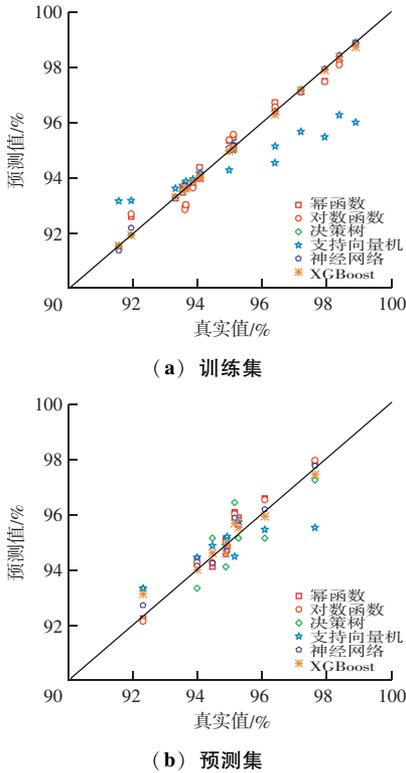 100
98
96
94
92
90
预测值/%
幂函数
对数函数
决策树
支持向量机
神经网络
XGBoost
92 94 96 98 100
真实值/%
(a) 训练集
100
98
96
94
92
90
预测值/%
幂函数
对数函数
决策树
支持向量机
神经网络
XGBoost
92 94 96 98 100
真实值/%
(b) 预测集